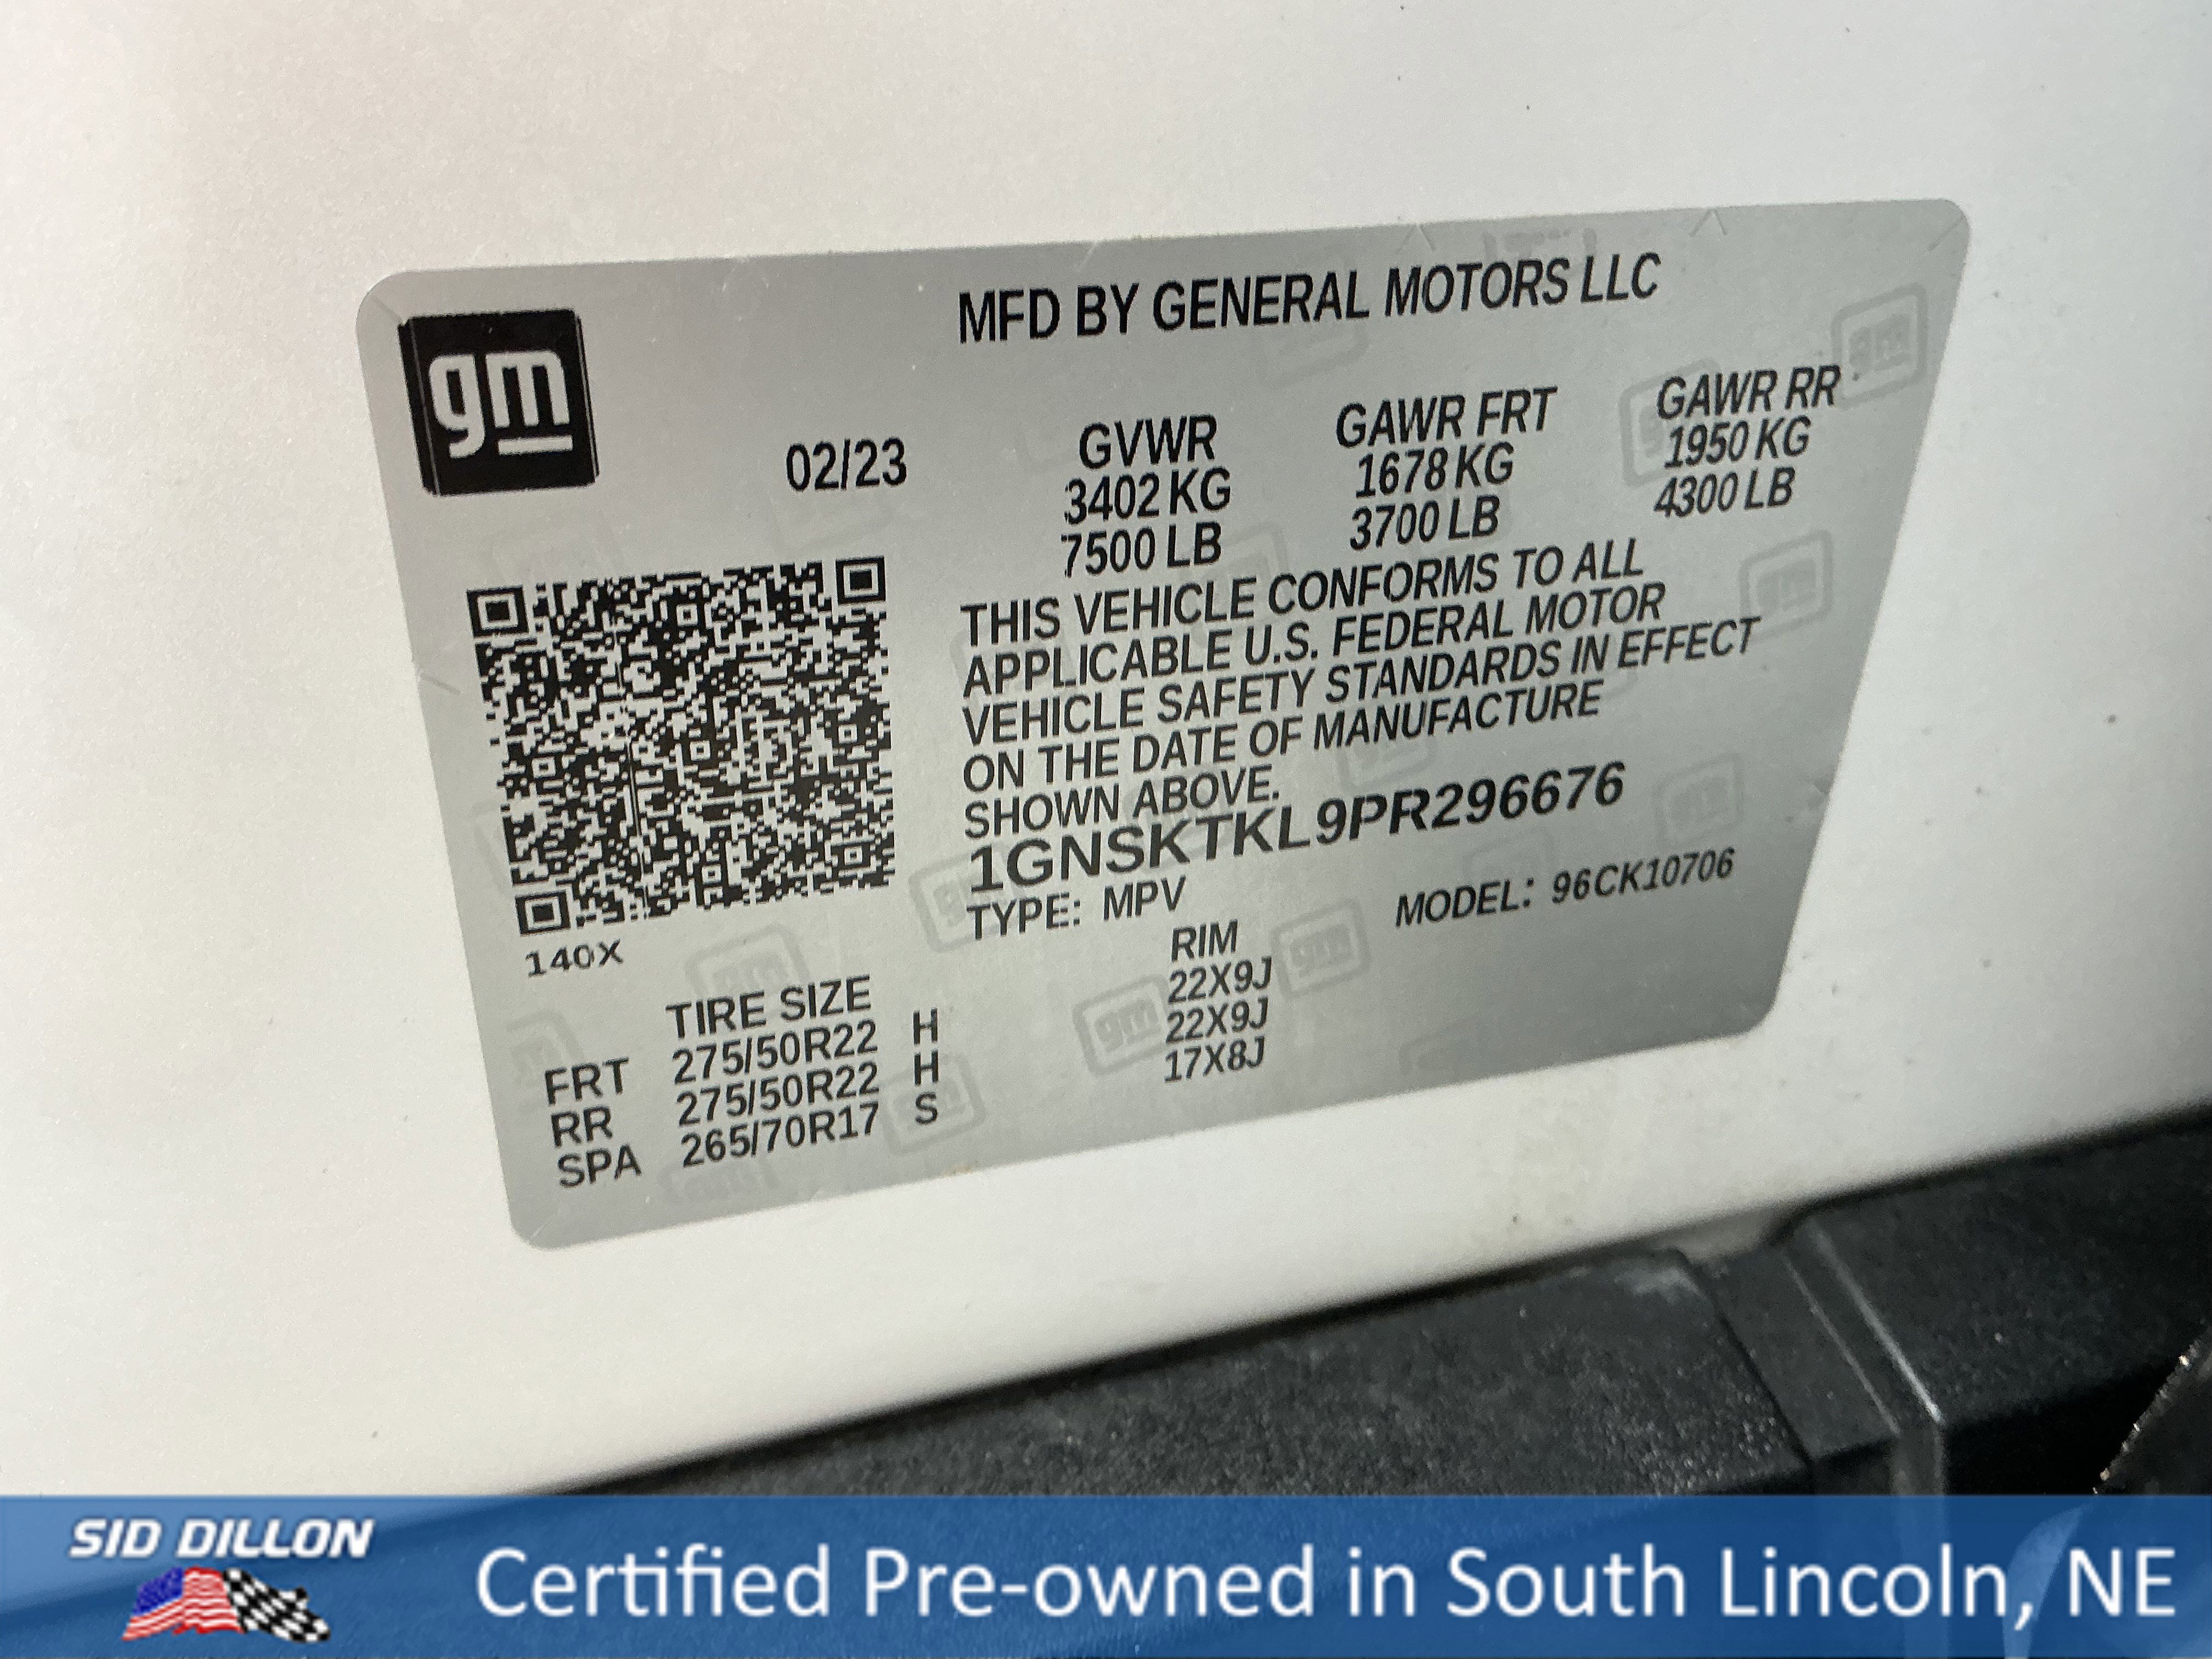 gm
MFD BY GENERAL MOTORS LLC
02/23 GVWR GAWR FRT GAWR RR
3402 KG 1678 KG 1950 KG
7500 LB 3700 LB 4300 LB
THIS VEHICLE CONFORMS TO ALL
APPLICABLE U.S. FEDERAL MOTOR
VEHICLE SAFETY STANDARDS IN EFFECT
ON THE DATE OF MANUFACTURE
SHOWN ABOVE.
1GNSKTKL9PR296676
TYPE: MPV MODEL: 96CK10706
140X
TIRE SIZE RIM
FRT 275/50R22 H 22X9J
RR 275/50R22 H 22X9J
SPA 265/70R17 S 17X8J
SID DILLON
Certified Pre-owned in South Lincoln, NE